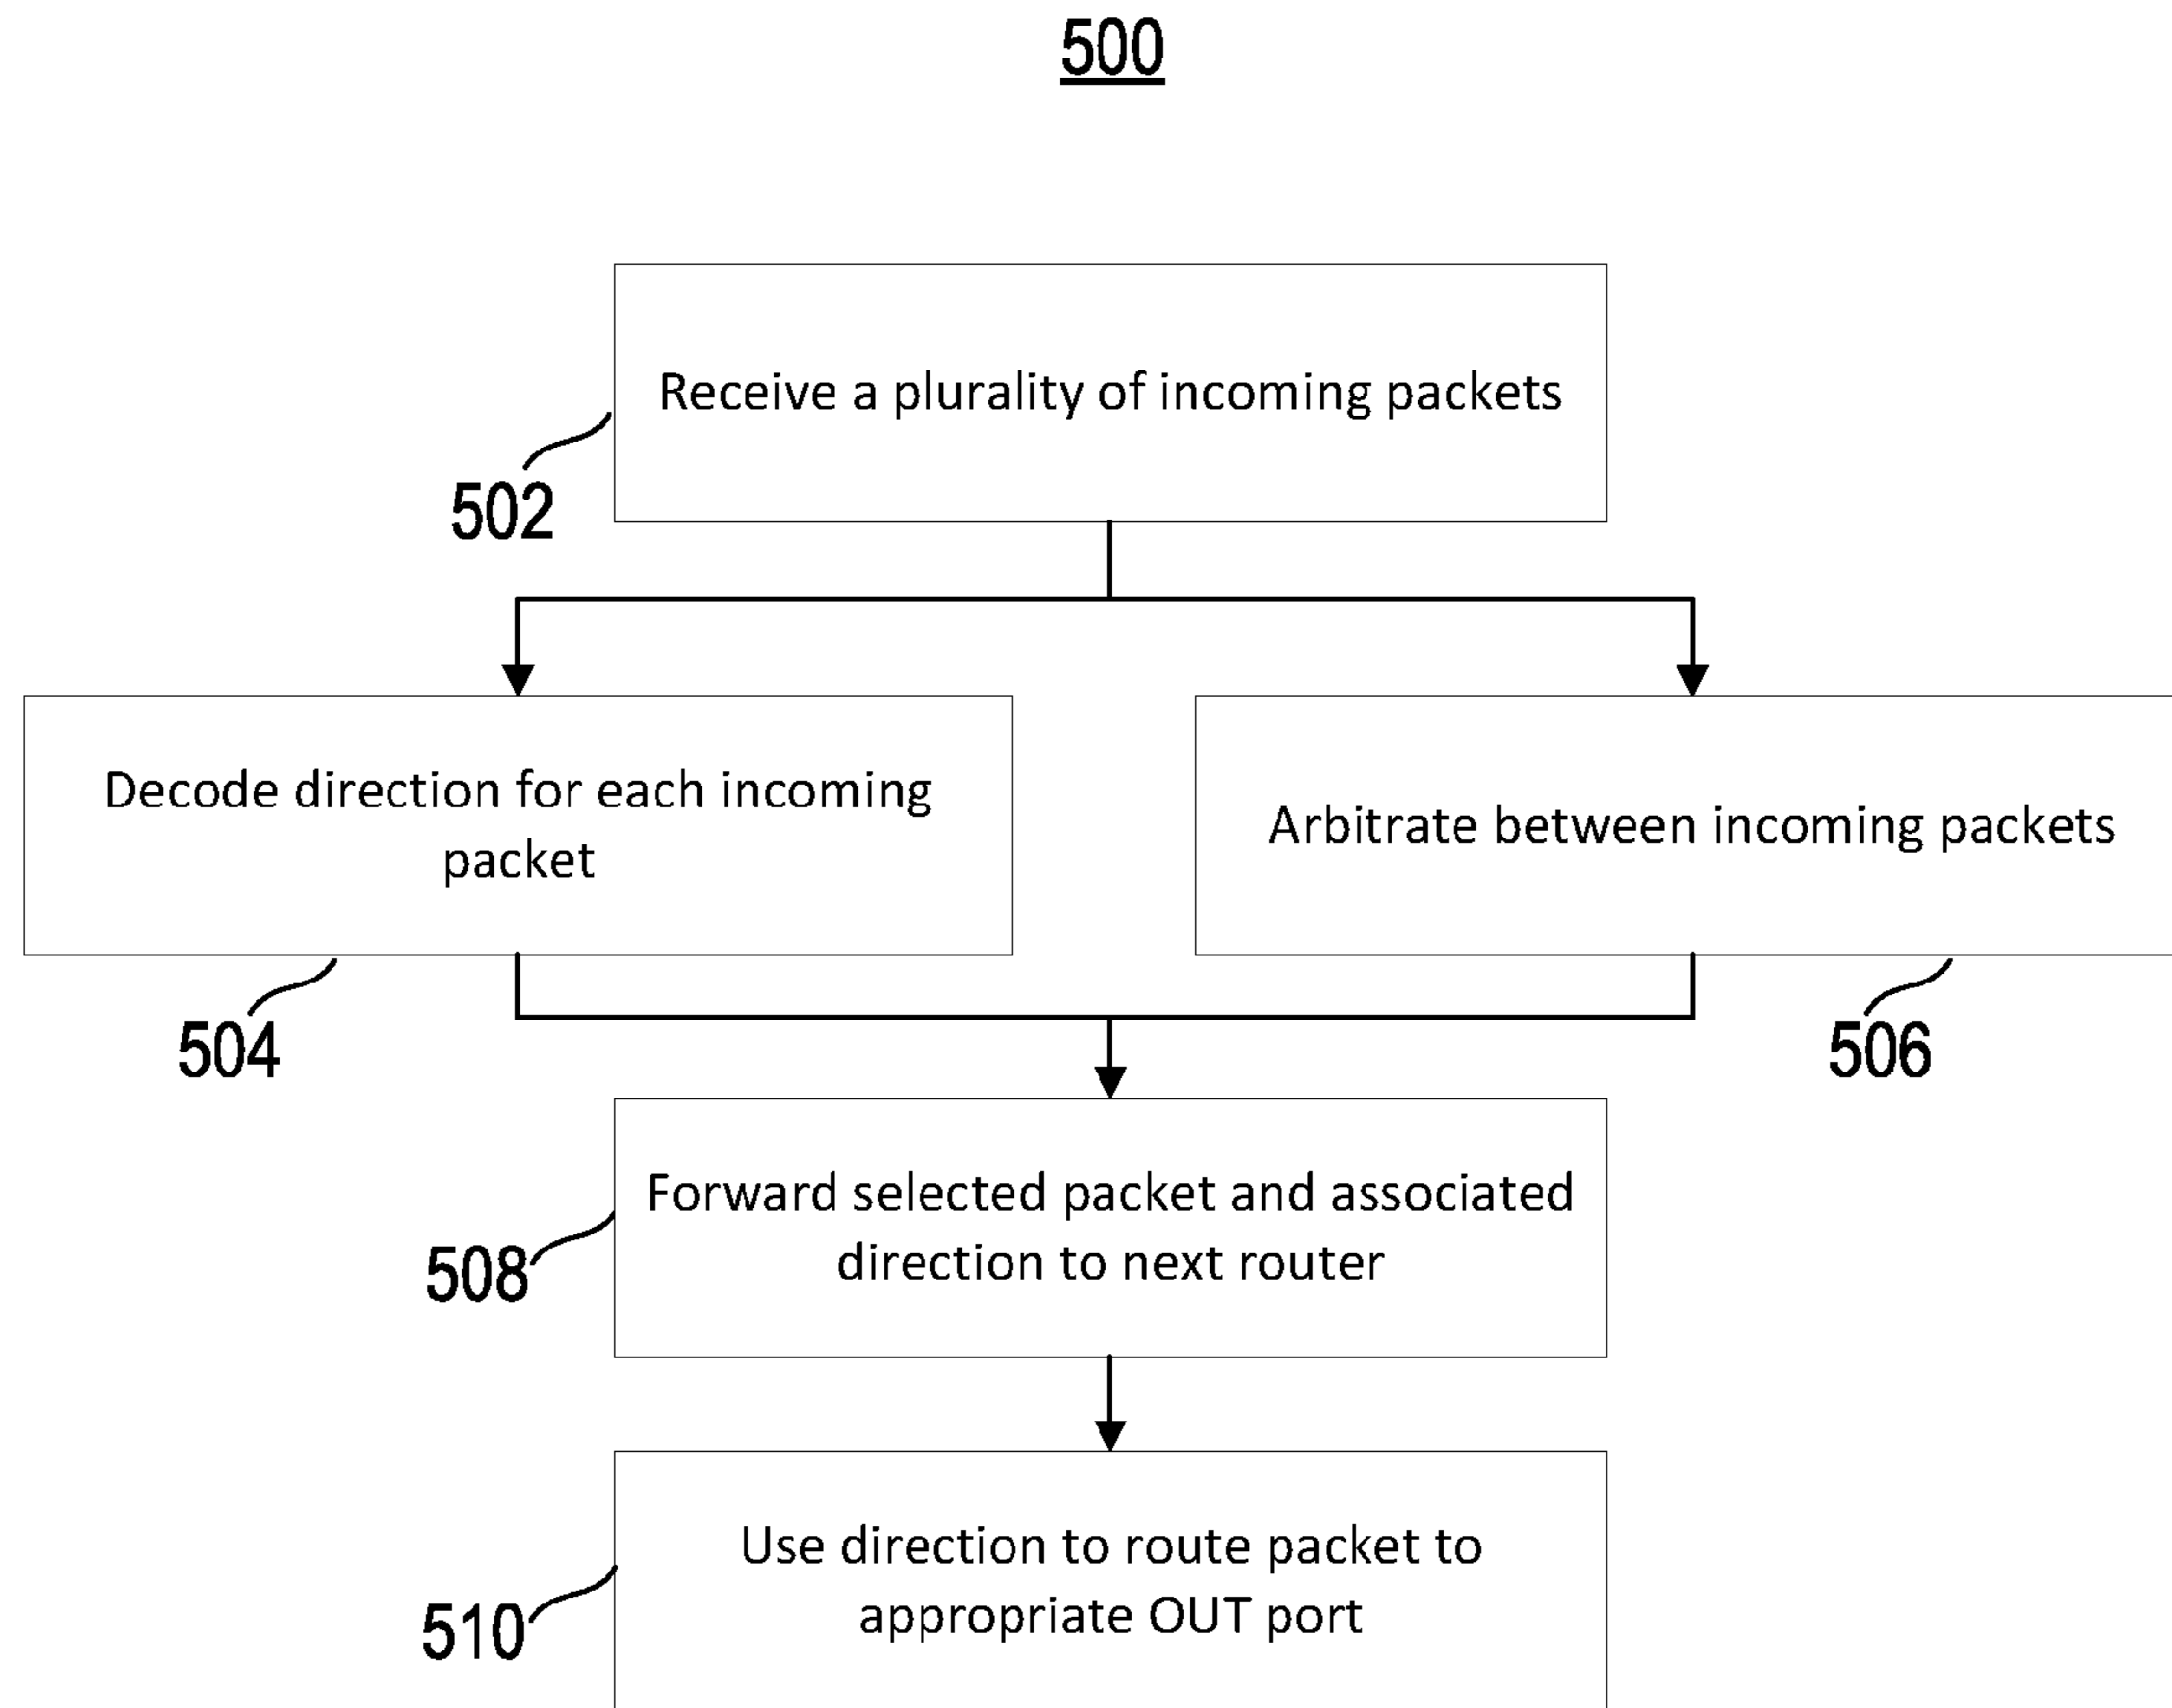 500
Receive a plurality of incoming packets
502
Decode direction for each incoming
packet
Arbitrate between incoming packets
504
506
Forward selected packet and associated
direction to next router
508
Use direction to route packet to
appropriate OUT port
510